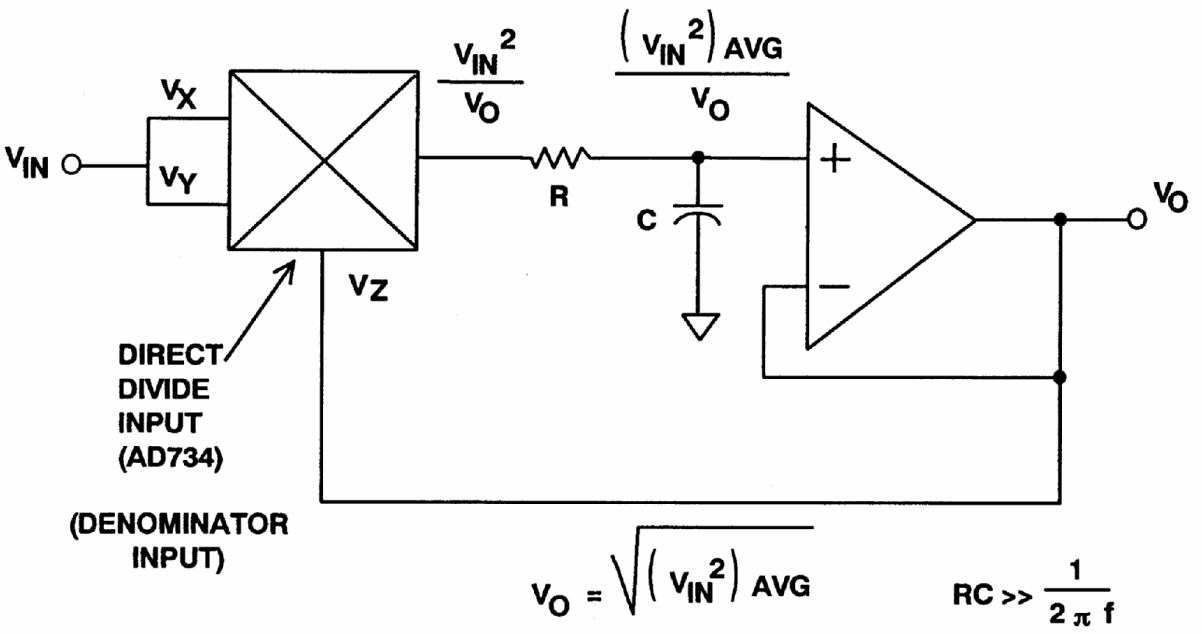 V_IN^2 / V_O
(V_IN^2) AVG / V_O
V_X
V_IN
V_Y
R
C
+
−
V_O
V_Z
DIRECT
DIVIDE
INPUT
(AD734)
(DENOMINATOR
INPUT)
V_O = √(V_IN^2) AVG
RC >> 1 / 2 π f